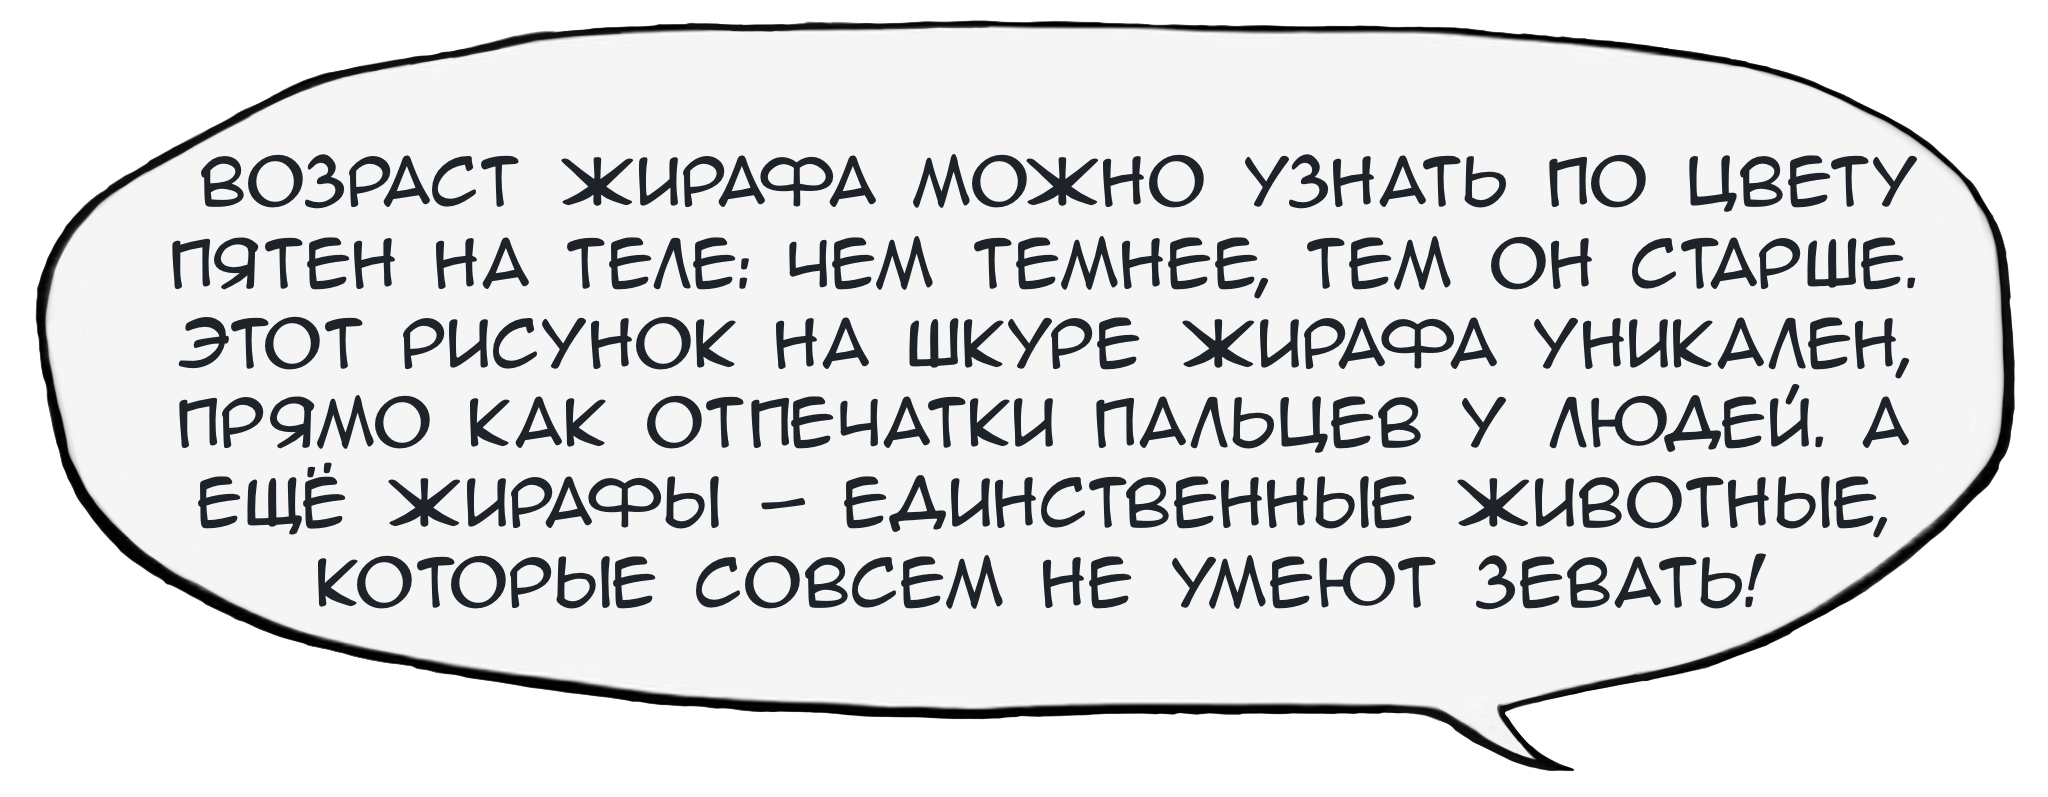 ВОЗРАСТ ЖИРАФА МОЖНО УЗНАТЬ ПО ЦВЕТУ
ПЯТЕН НА ТЕЛЕ: ЧЕМ ТЕМНЕЕ, ТЕМ ОН СТАРШЕ.
ЭТОТ РИСУНОК НА ШКУРЕ ЖИРАФА УНИКАЛЕН,
ПРЯМО КАК ОТПЕЧАТКИ ПАЛЬЦЕВ У ЛЮДЕЙ. А
ЕЩЁ ЖИРАФЫ – ЕДИНСТВЕННЫЕ ЖИВОТНЫЕ,
КОТОРЫЕ СОВСЕМ НЕ УМЕЮТ ЗЕВАТЬ!